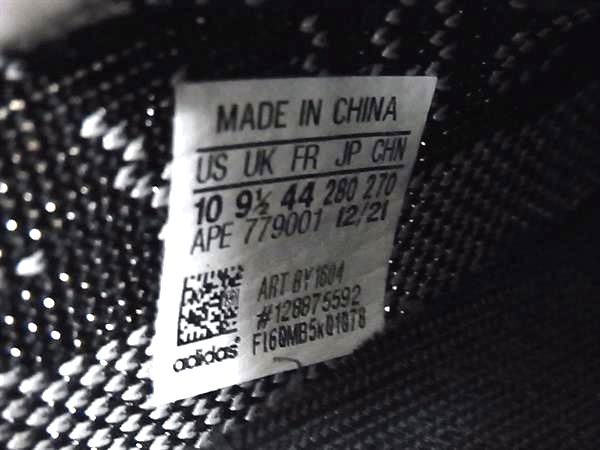 MADE IN CHINA
US UK FR JP CHN
10 9½ 44 280 270
APE 779001 12/21
ART BY1604
#128875592
adidas